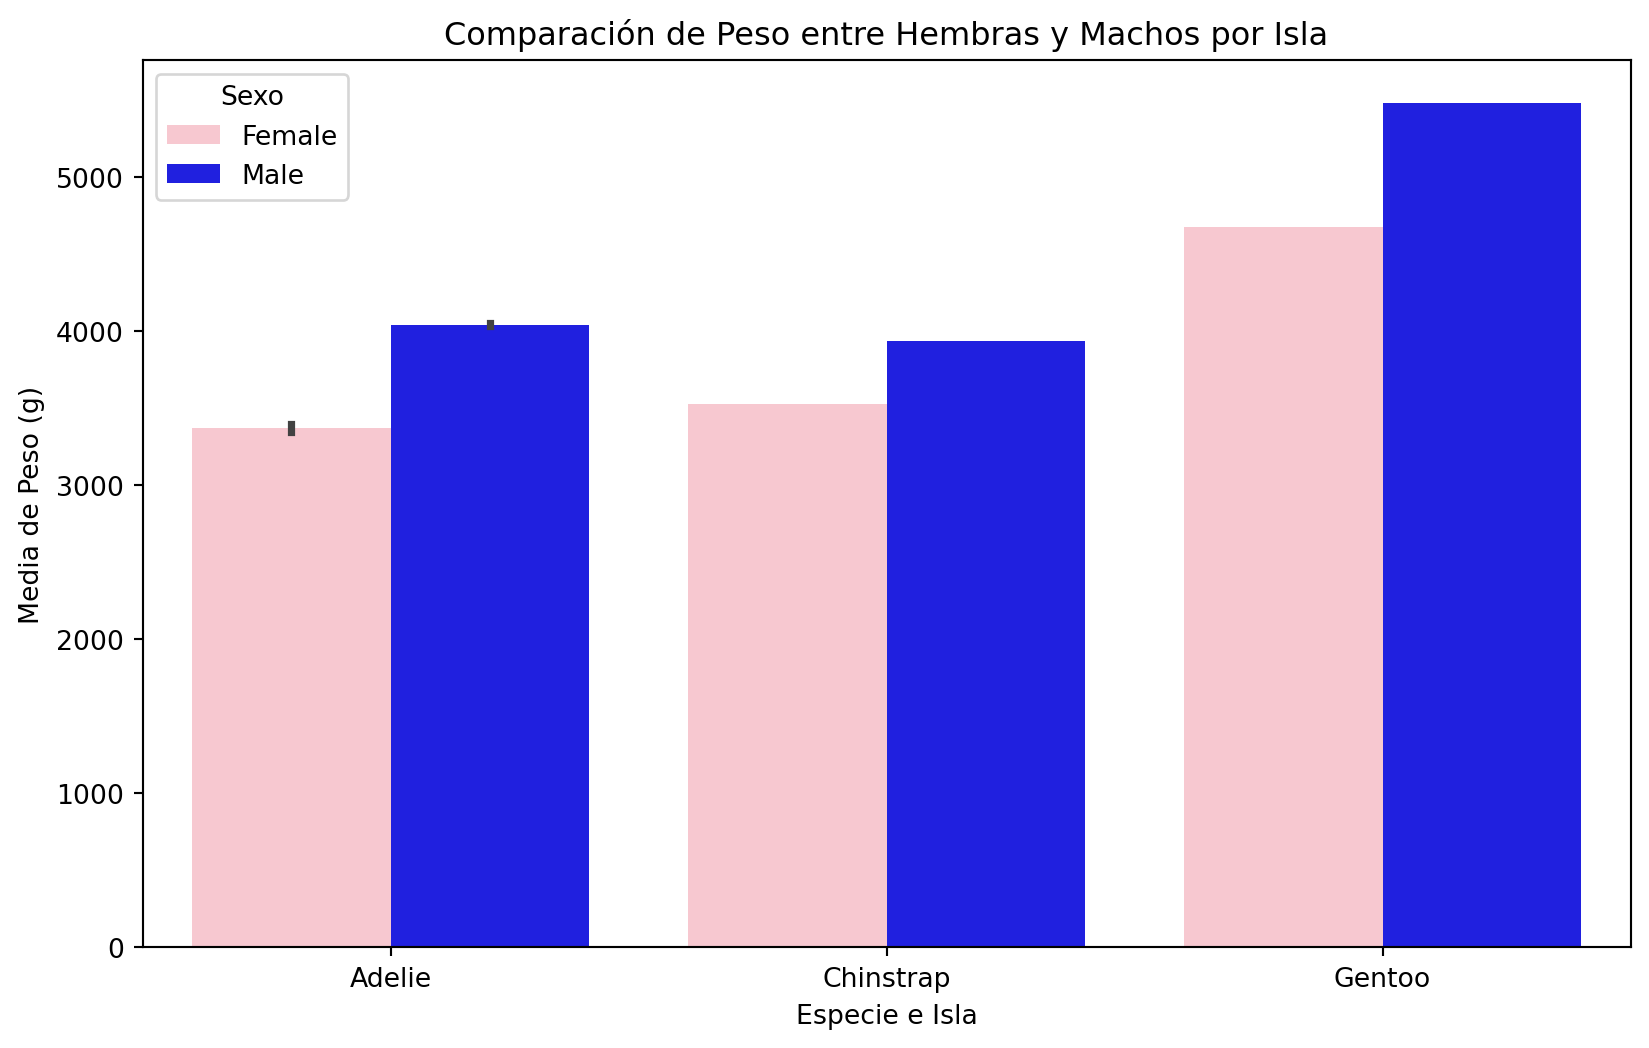 Comparación de Peso entre Hembras y Machos por Isla
Sexo
Female
Male
Media de Peso (g)
5000
4000
3000
2000
1000
0
Adelie
Chinstrap
Gentoo
Especie e Isla